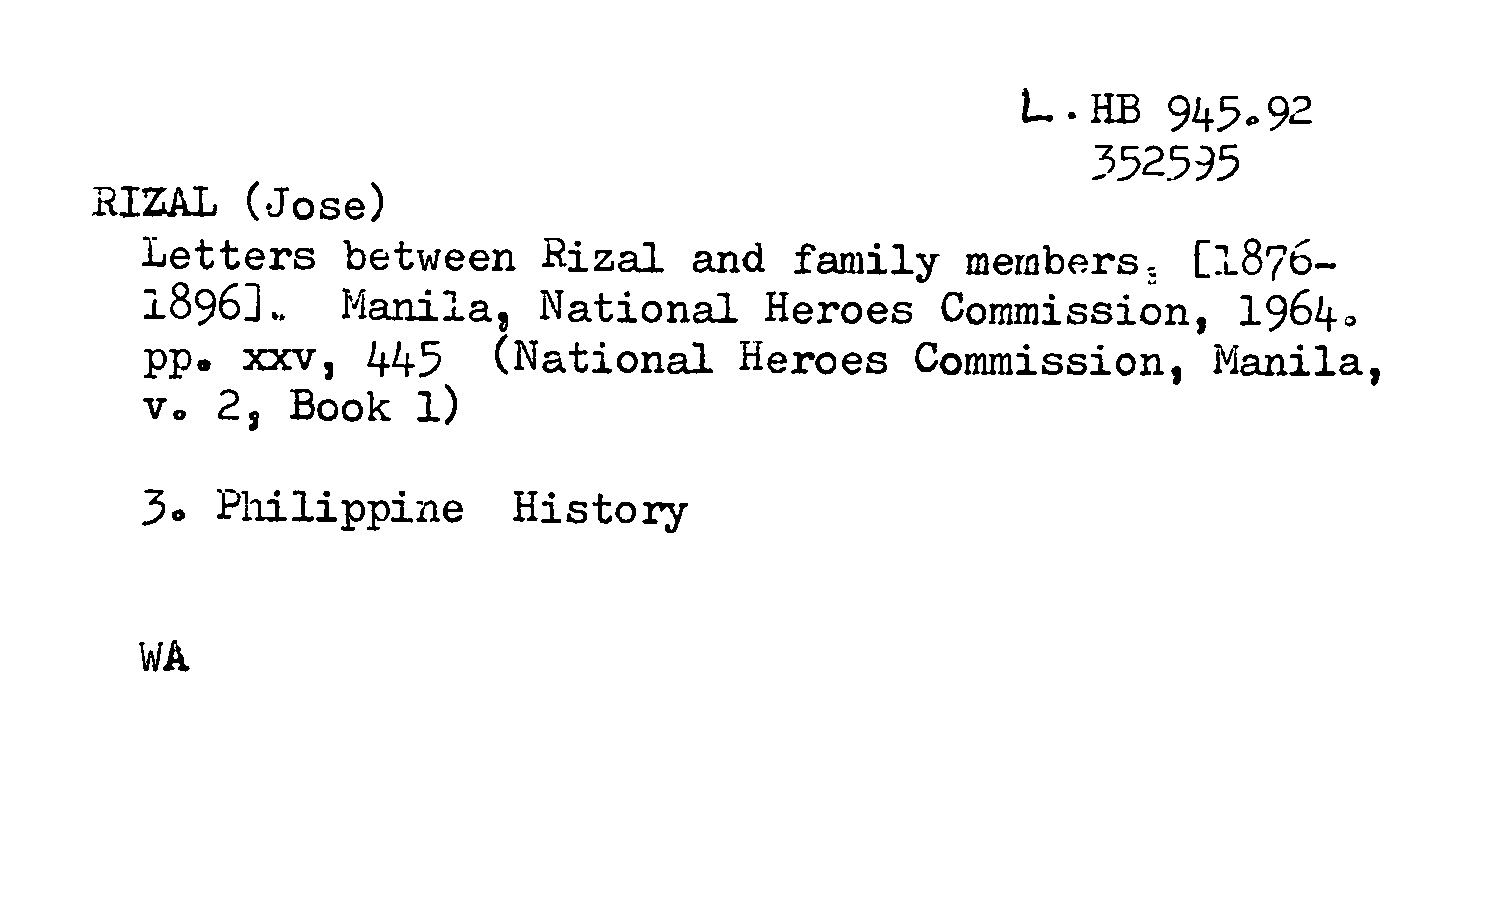 L. HB 945.92
352595
RIZAL (Jose)
Letters between Rizal and family members. [1876-
1896]. Manila, National Heroes Commission, 1964.
pp. xxv, 445 (National Heroes Commission, Manila,
v. 2, Book 1)
3. Philippine History
WA